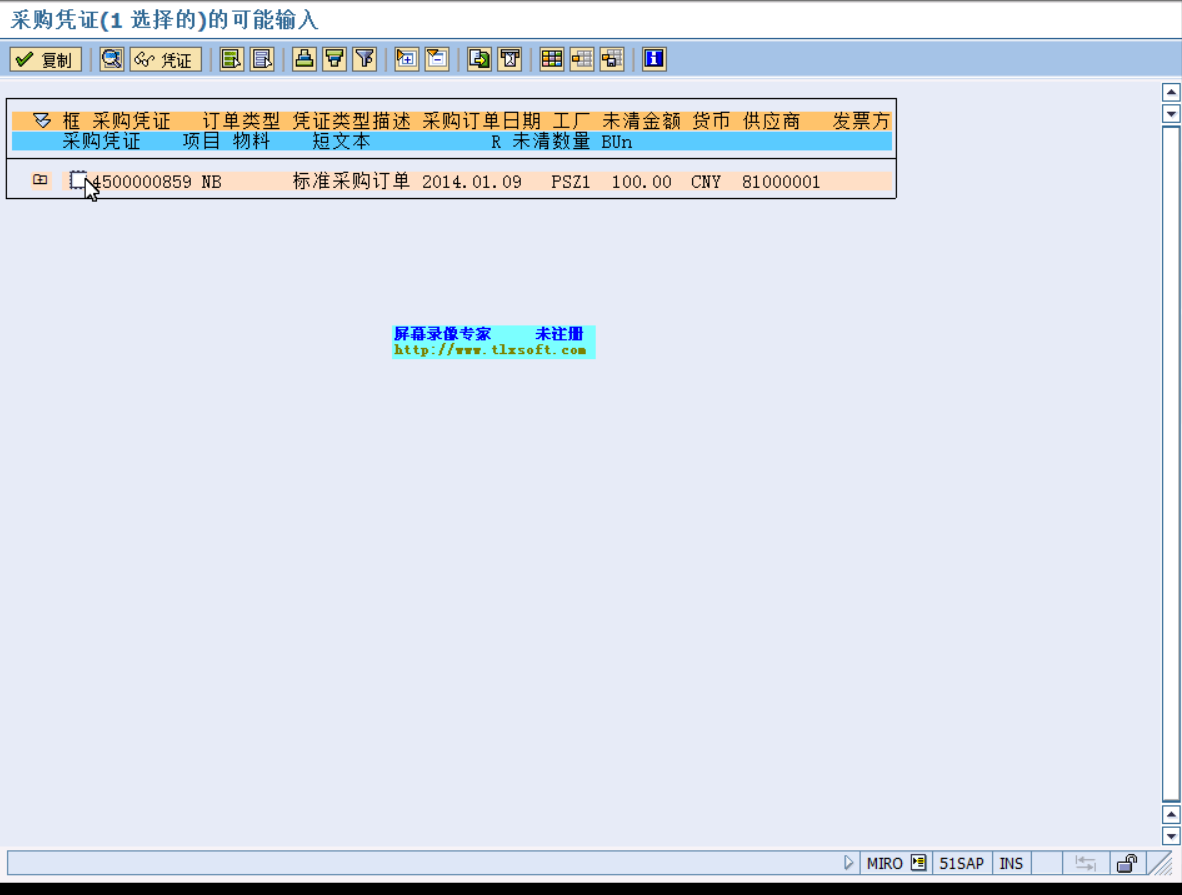 采购凭证(1 选择的)的可能输入
复制 凭证
框 采购凭证 订单类型 凭证类型描述 采购订单日期 工厂 未清金额 货币 供应商 发票方
采购凭证 项目 物料 短文本 R 未清数量 BUn
4500000859 NB 标准采购订单 2014.01.09 PSZ1 100.00 CNY 81000001
屏幕录像专家 未注册
http://www.tlxsoft.com
MIRO 51SAP INS